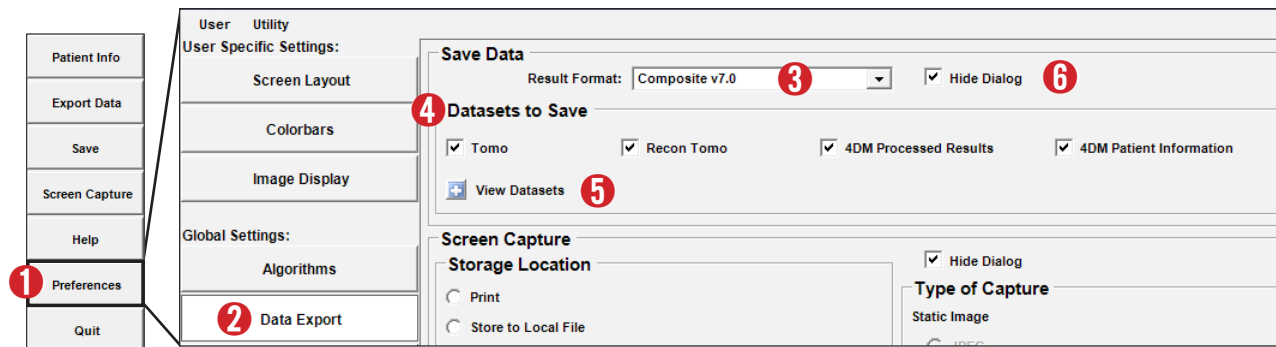 Patient Info
Export Data
Save
Screen Capture
Help
1
Preferences
Quit
User Utility
User Specific Settings:
Screen Layout
Colorbars
Image Display
Global Settings:
Algorithms
2 Data Export
Save Data
Result Format: Composite v7.0 3 Hide Dialog 6
4 Datasets to Save
Tomo Recon Tomo 4DM Processed Results 4DM Patient Information
View Datasets 5
Screen Capture
Storage Location
Print
Store to Local File
Hide Dialog
Type of Capture
Static Image
JPEG